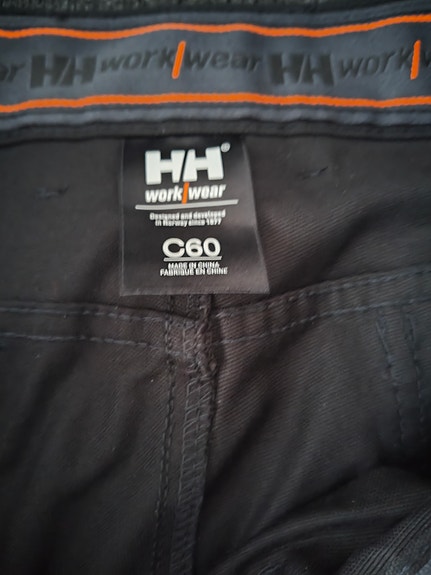 HH work/wear HH work/
HH®
work/wear
Designed and developed
in Norway since 1877
C60
MADE IN CHINA
FABRIQUÉ EN CHINE